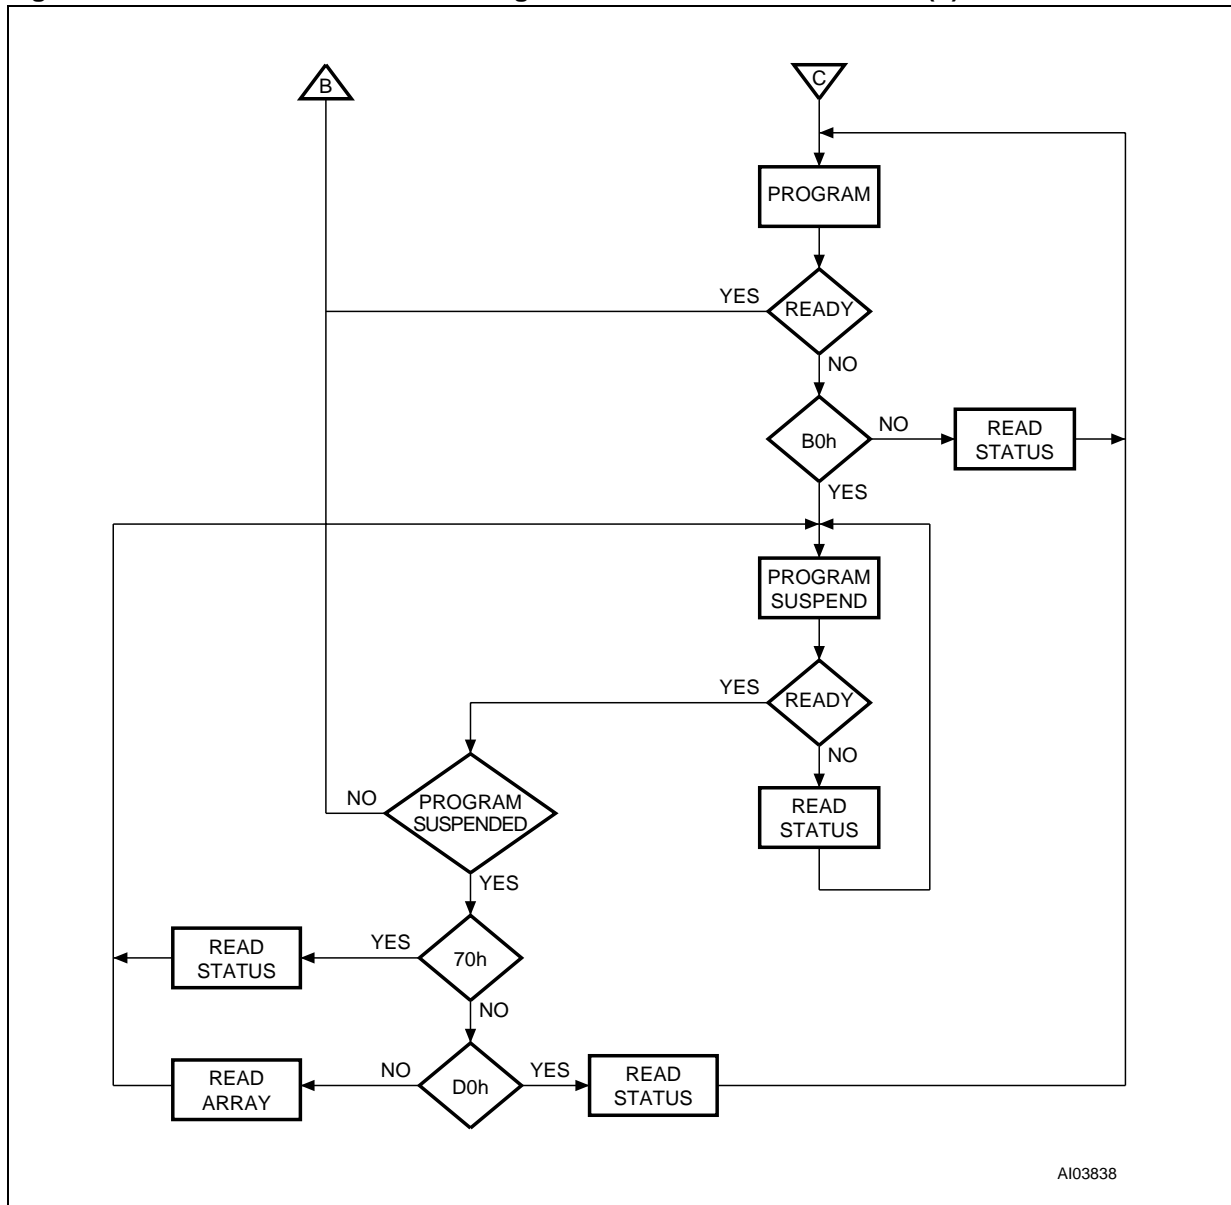 B
C
PROGRAM
YES
READY
NO
B0h
NO
READ
STATUS
YES
PROGRAM
SUSPEND
YES
READY
NO
NO
PROGRAM
SUSPENDED
READ
STATUS
YES
READ
STATUS
YES
70h
NO
READ
ARRAY
NO
D0h
YES
READ
STATUS
AI03838